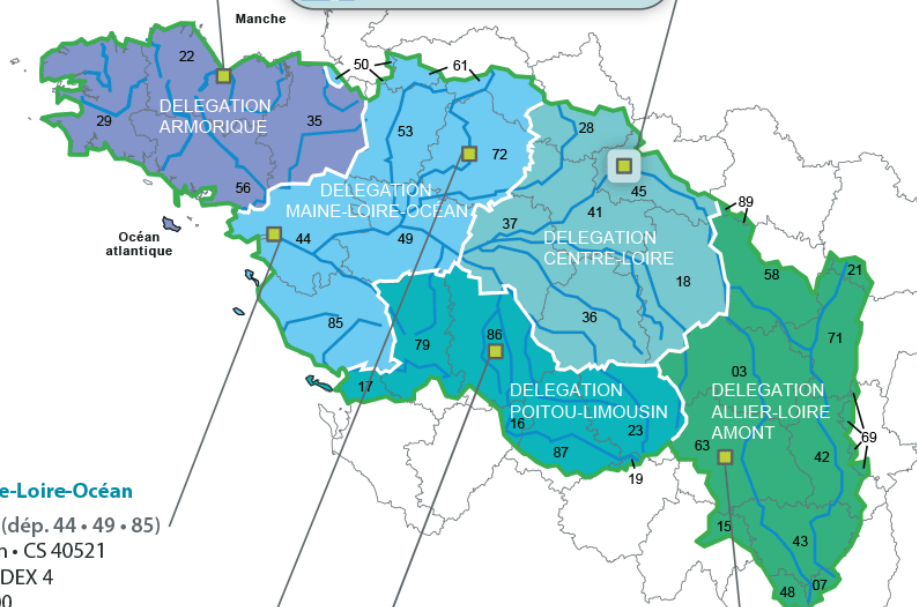 Manche
50
61
22
DELEGATION
ARMORIQUE
29
35
56
53
72
28
45
DELEGATION
MAINE-LOIRE-OCÉAN
44
49
37
41
89
DELEGATION
CENTRE-LOIRE
18
36
Océan
atlantique
85
79
86
17
58
21
71
03
DELEGATION
POITOU-LIMOUSIN
16
23
87
19
DELEGATION
ALLIER-LOIRE
AMONT
63
42
69
15
43
48
07
e-Loire-Océan
(dép. 44 • 49 • 85)
n • CS 40521
DEX 4